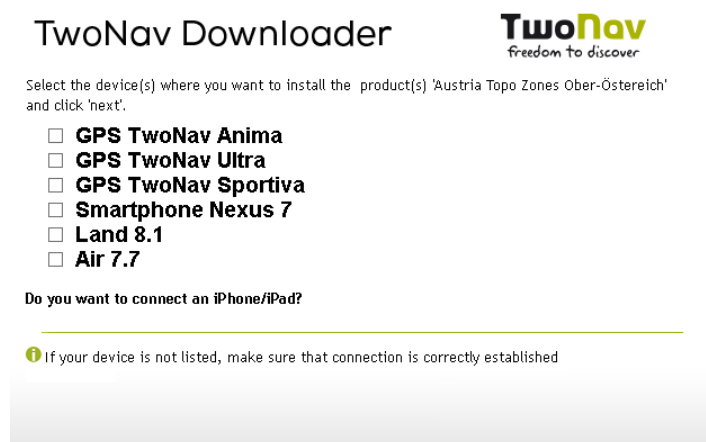 TwoNav Downloader
TwoNav
freedom to discover
Select the device(s) where you want to install the  product(s) 'Austria Topo Zones Ober-Östereich'
and click 'next'.
GPS TwoNav Anima
GPS TwoNav Ultra
GPS TwoNav Sportiva
Smartphone Nexus 7
Land 8.1
Air 7.7
Do you want to connect an iPhone/iPad?
If your device is not listed, make sure that connection is correctly established